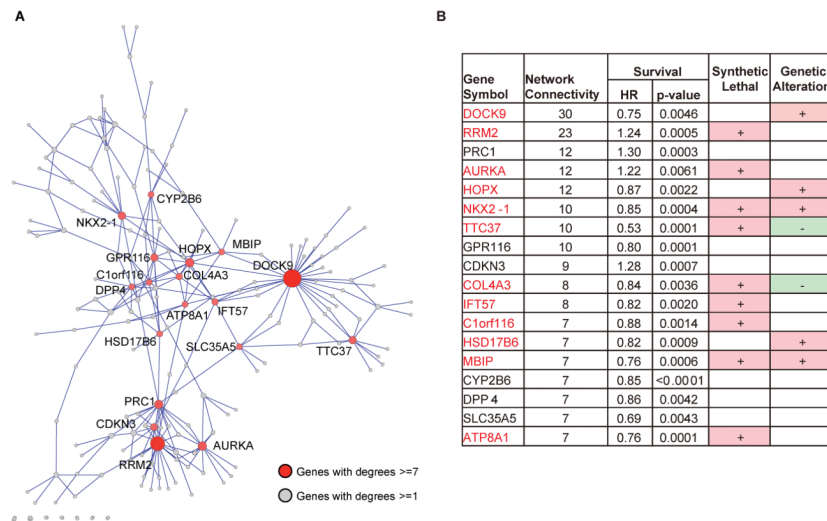 A
CYP2B6
NKX2-1
HOPX
MBIP
GPR116
DOCK9
C1orf116
COL4A3
DPP4
ATP8A1
IFT57
HSD17B6
SLC35A5
TTC37
PRC1
CDKN3
AURKA
RRM2
Genes with degrees >=7
Genes with degrees >=1
B
Gene Symbol Network Connectivity Survival Synthetic Lethal Genetic Alteration
HR p-value
DOCK9 30 0.75 0.0046 +
RRM2 23 1.24 0.0005 +
PRC1 12 1.30 0.0003
AURKA 12 1.22 0.0061 +
HOPX 12 0.87 0.0022 +
NKX2 -1 10 0.85 0.0004 + +
TTC37 10 0.53 0.0001 + -
GPR116 10 0.80 0.0001
CDKN3 9 1.28 0.0007
COL4A3 8 0.84 0.0036 + -
IFT57 8 0.82 0.0020 +
C1orf116 7 0.88 0.0014 +
HSD17B6 7 0.82 0.0009 +
MBIP 7 0.76 0.0006 + +
CYP2B6 7 0.85 <0.0001
DPP 4 7 0.86 0.0042
SLC35A5 7 0.69 0.0043
ATP8A1 7 0.76 0.0001 +